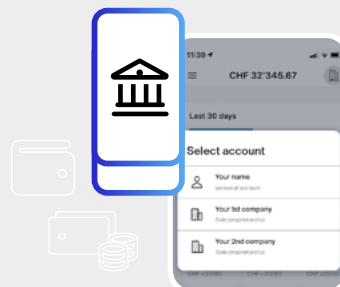 11:39
CHF 32'345.67
Last 30 days
Select account
Your name
personal account
Your 1st company
Sole proprietorship
Your 2nd company
Sole proprietorship